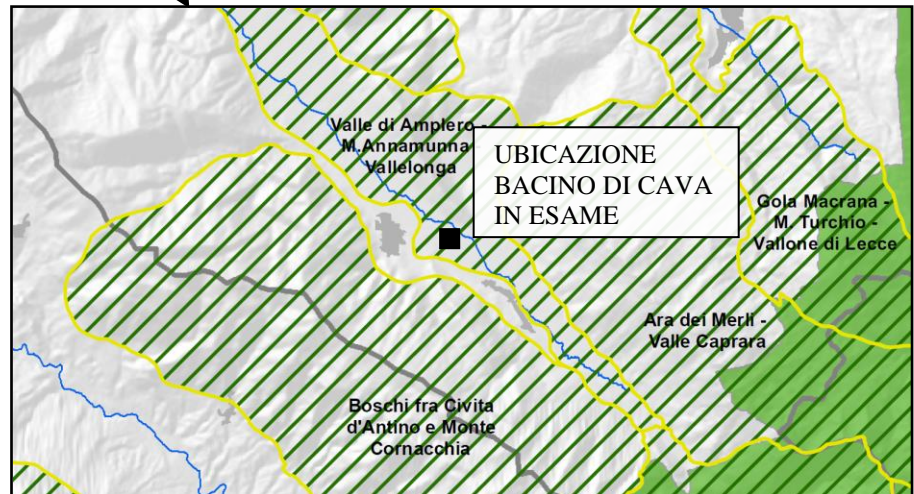 Valle di Amplero -
M.Annamunna
Vallelonga
UBICAZIONE
BACINO DI CAVA
IN ESAME
Gola Macrana -
M. Turchio -
Vallone di Lecce
Ara dei Merli -
Valle Caprara
Boschi fra Civita
d'Antino e Monte
Cornacchia